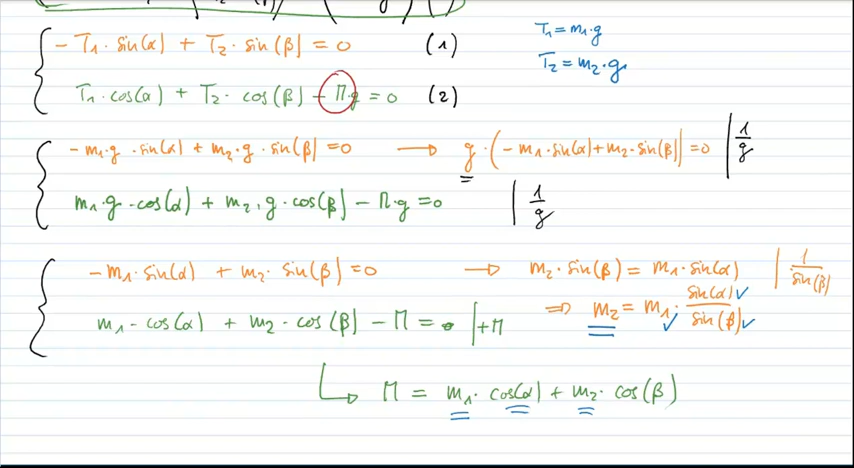 - T₁ · sin(α) + T₂ · sin(β) = 0 (1) T₁ = m₁·g
T₁ · cos(α) + T₂ · cos(β) - M·g = 0 (2) T₂ = m₂·g
- m₁·g · sin(α) + m₂·g · sin(β) = 0 → g · (- m₁·sin(α) + m₂·sin(β)) = 0 | 1/g
m₁·g · cos(α) + m₂·g · cos(β) - M·g = 0 | 1/g
- m₁·sin(α) + m₂·sin(β) = 0 → m₂·sin(β) = m₁·sin(α) | 1/sin(β)
m₁·cos(α) + m₂·cos(β) - M = 0 | +M ⇒ m₂ = m₁ · sin(α)/sin(β)
↳ M = m₁·cos(α) + m₂·cos(β)